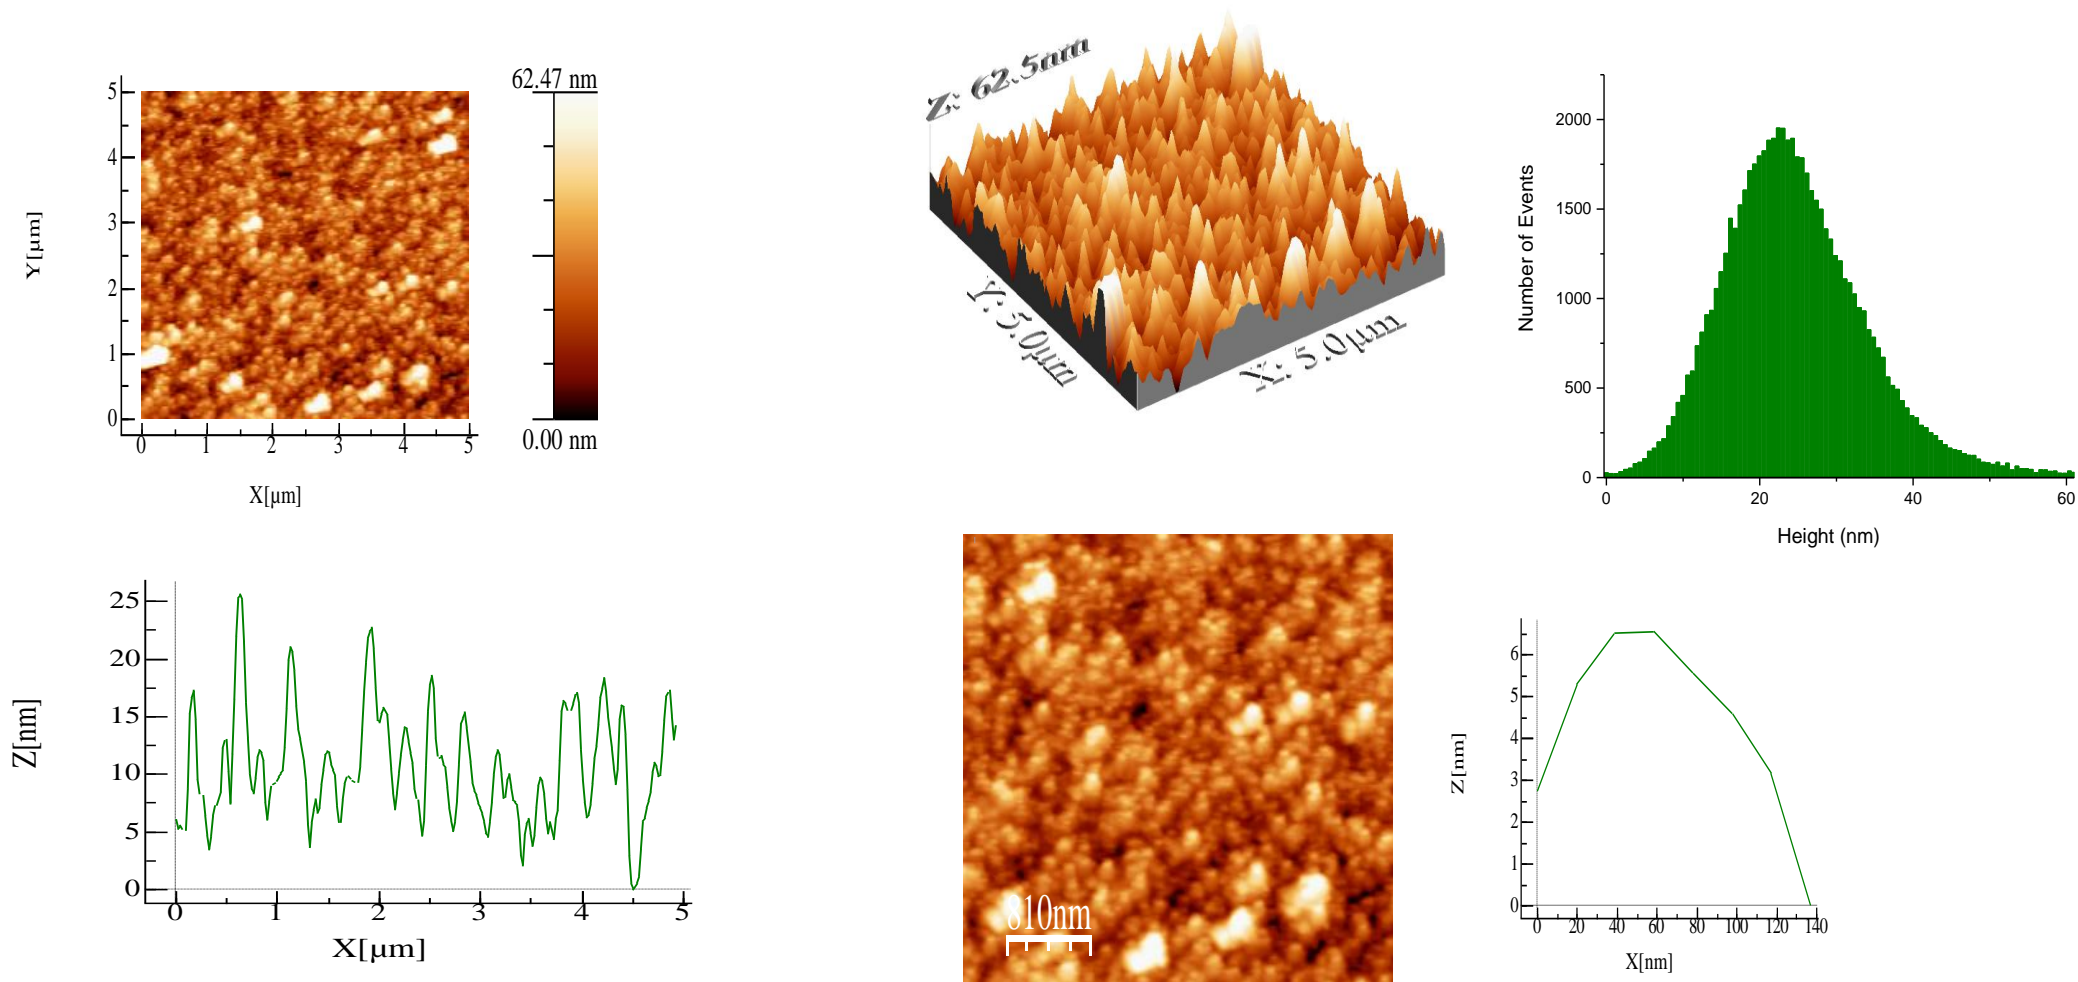 62.47 nm
5
4
3
2
1
0
Y[µm]
0.00 nm
0 1 2 3 4 5
X[µm]
Z: 62.5nm
Y: 5.0µm
X: 5.0µm
2000
1500
1000
500
0
Number of Events
0 20 40 60
Height (nm)
25
20
15
10
5
0
Z[nm]
0 1 2 3 4 5
X[µm]
810nm
6
5
4
3
2
1
0
Z[nm]
0 20 40 60 80 100 120 140
X[nm]